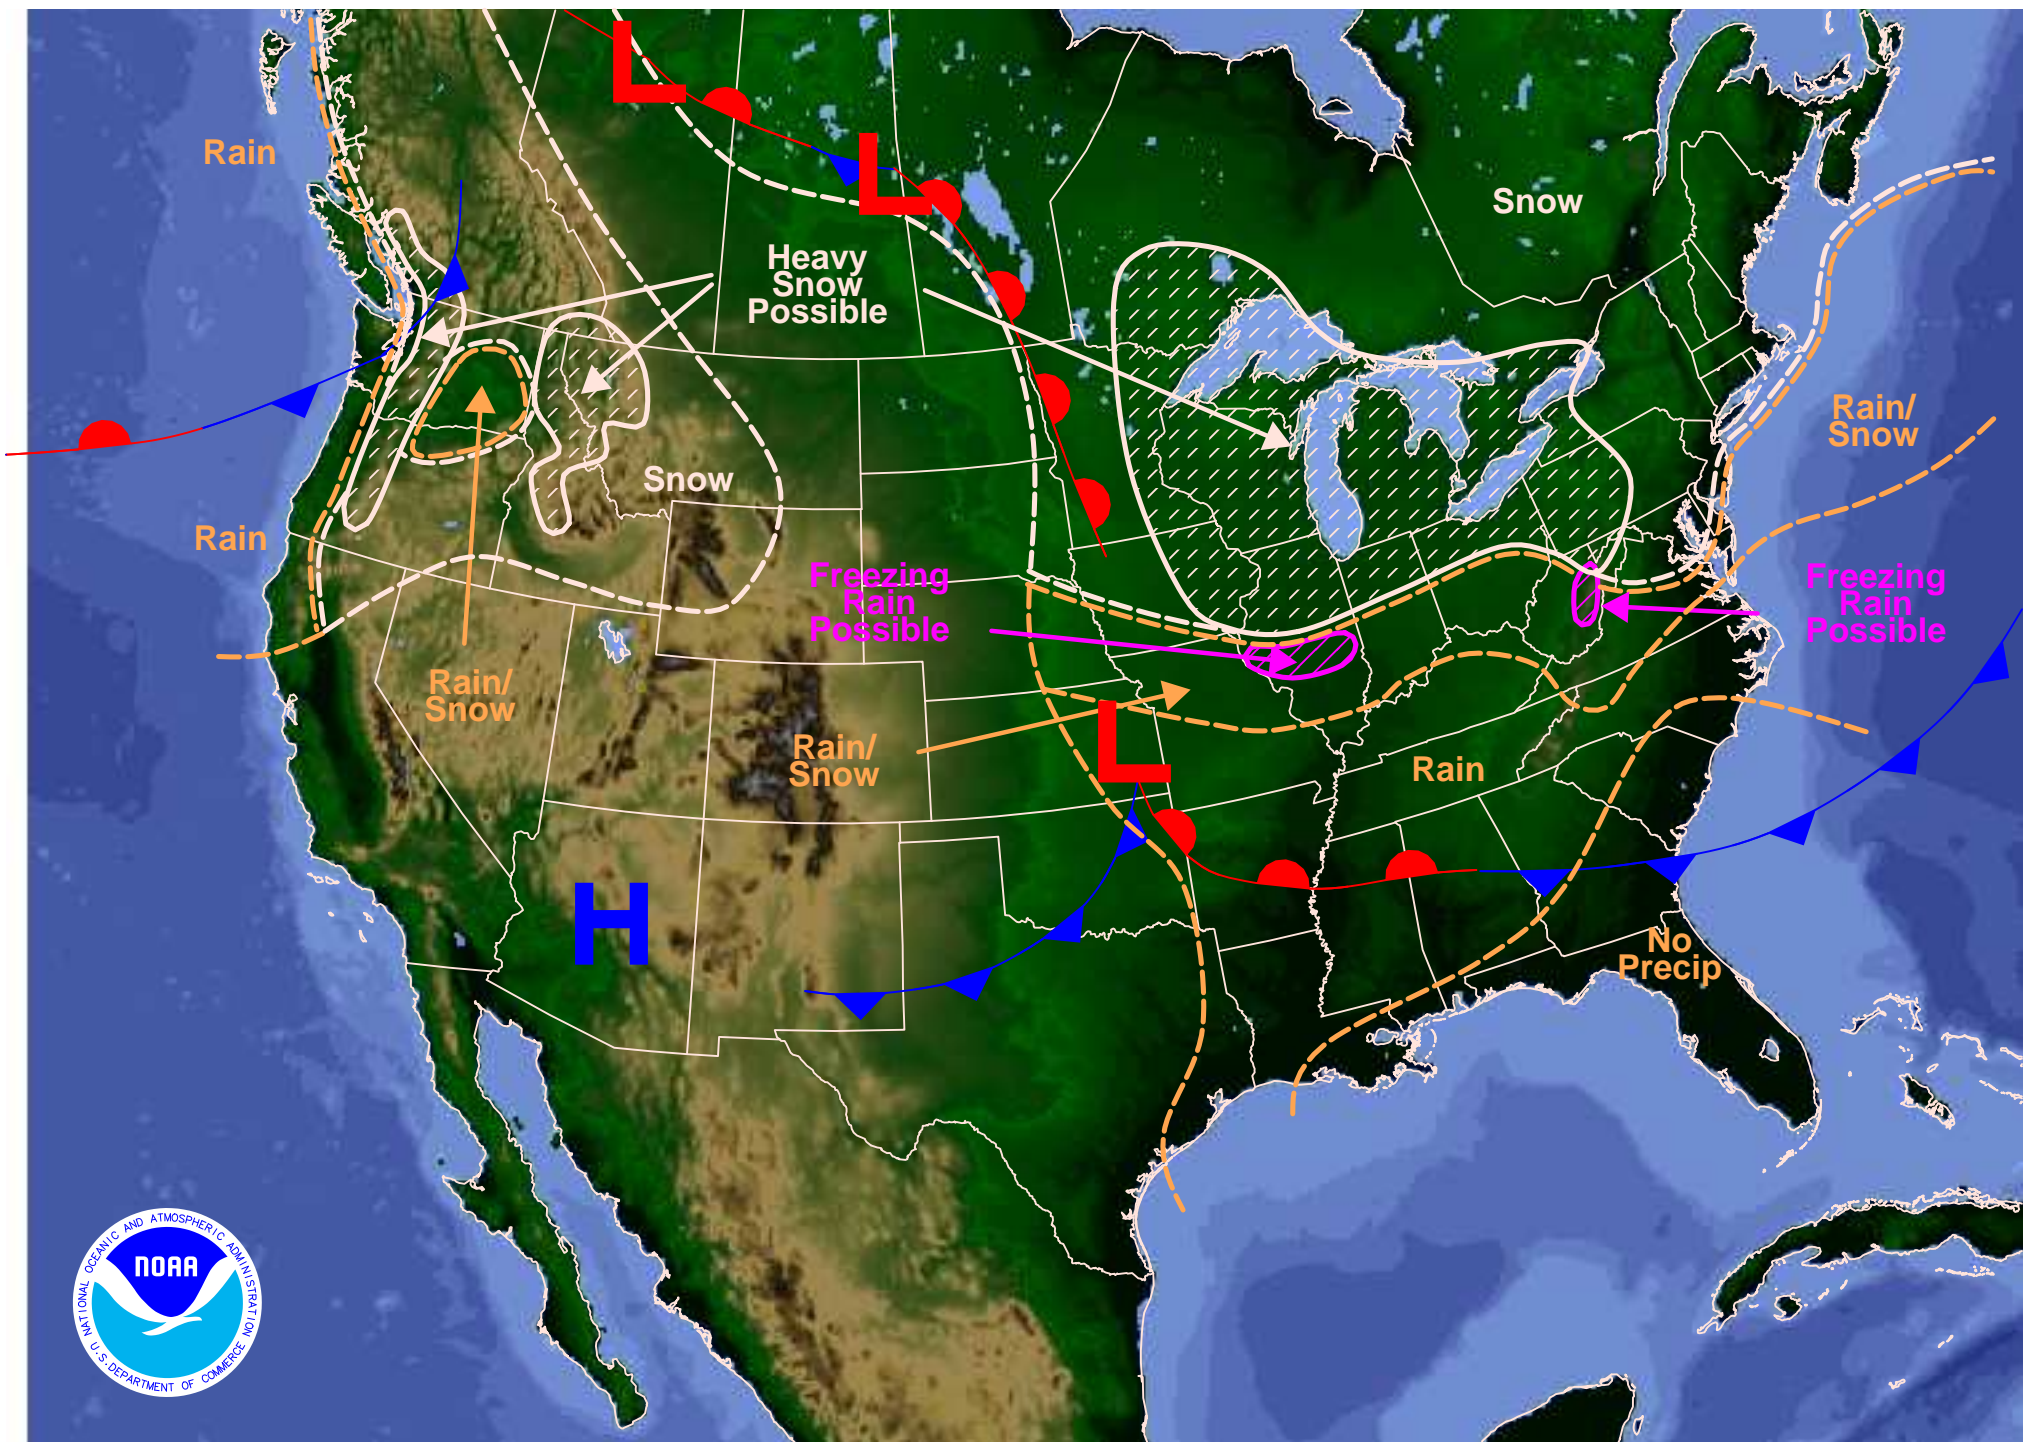 L
L
Rain
Snow
Heavy
Snow
Possible
Rain/
Snow
Snow
Rain
Freezing
Rain
Possible
Freezing
Rain
Possible
Rain/
Snow
L
Rain/
Snow
Rain
H
No
Precip
NATIONAL OCEANIC AND ATMOSPHERIC ADMINISTRATION
NOAA
U.S. DEPARTMENT OF COMMERCE